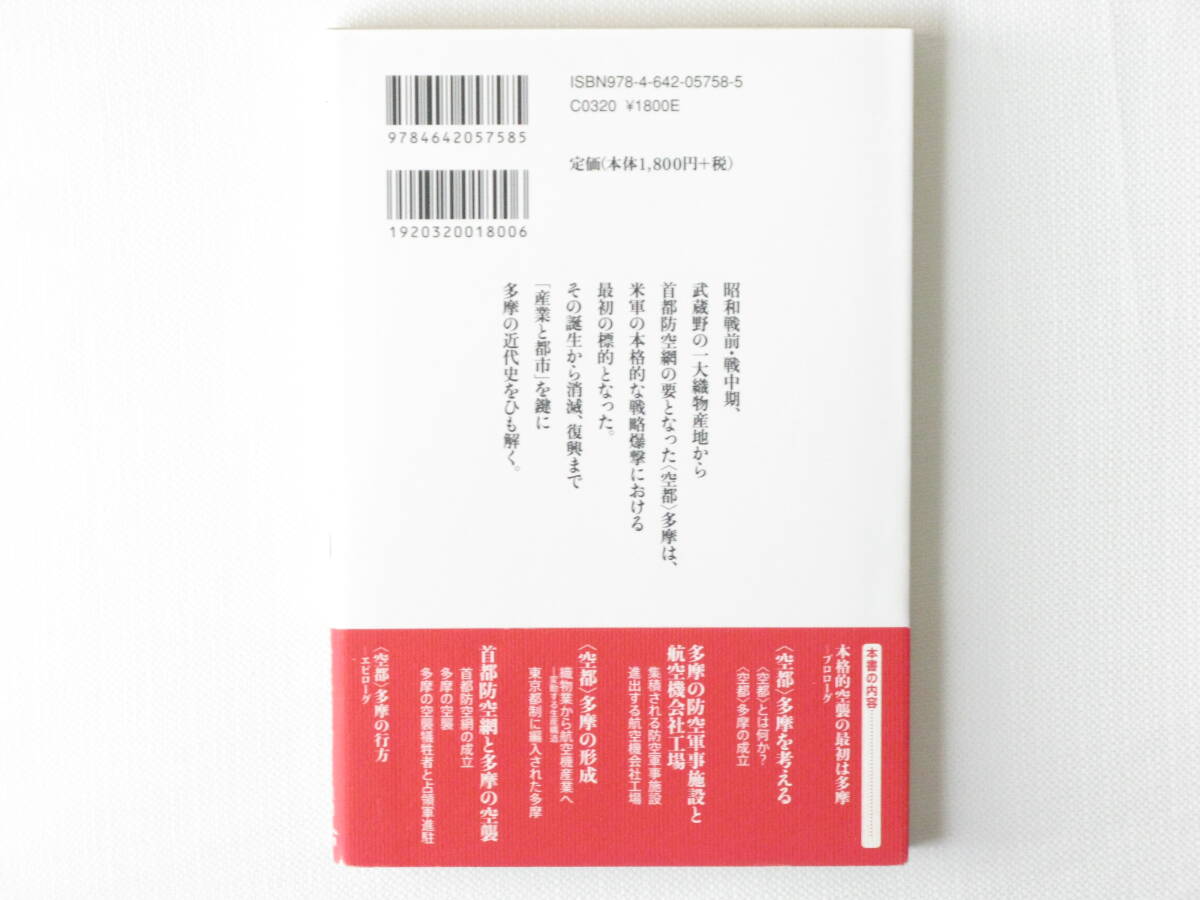 ISBN978-4-642-05758-5
C0320 ¥1800E
9784642057585
定価(本体1,800円+税)
1920320018006
昭和戦前・戦中期、
武蔵野の一大織物産地から
首都防空網の要となった〈空都〉多摩は、
米軍の本格的な戦略爆撃における
最初の標的となった。
その誕生から消滅、復興まで
「産業と都市」を鍵に
多摩の近代史をひも解く。
本書の内容
本格的空襲の最初は多摩
―プロローグ
〈空都〉多摩を考える
〈空都〉とは何か?
〈空都〉多摩の成立
多摩の防空軍事施設と
航空機会社工場
集積される防空軍事施設
進出する航空機会社工場
〈空都〉多摩の形成
織物業から航空機産業へ
―変動する生産構造
東京都制に編入された多摩
首都防空網と多摩の空襲
首都防空網の成立
多摩の空襲
多摩の空襲犠牲者と占領軍進駐
〈空都〉多摩の行方
―エピローグ